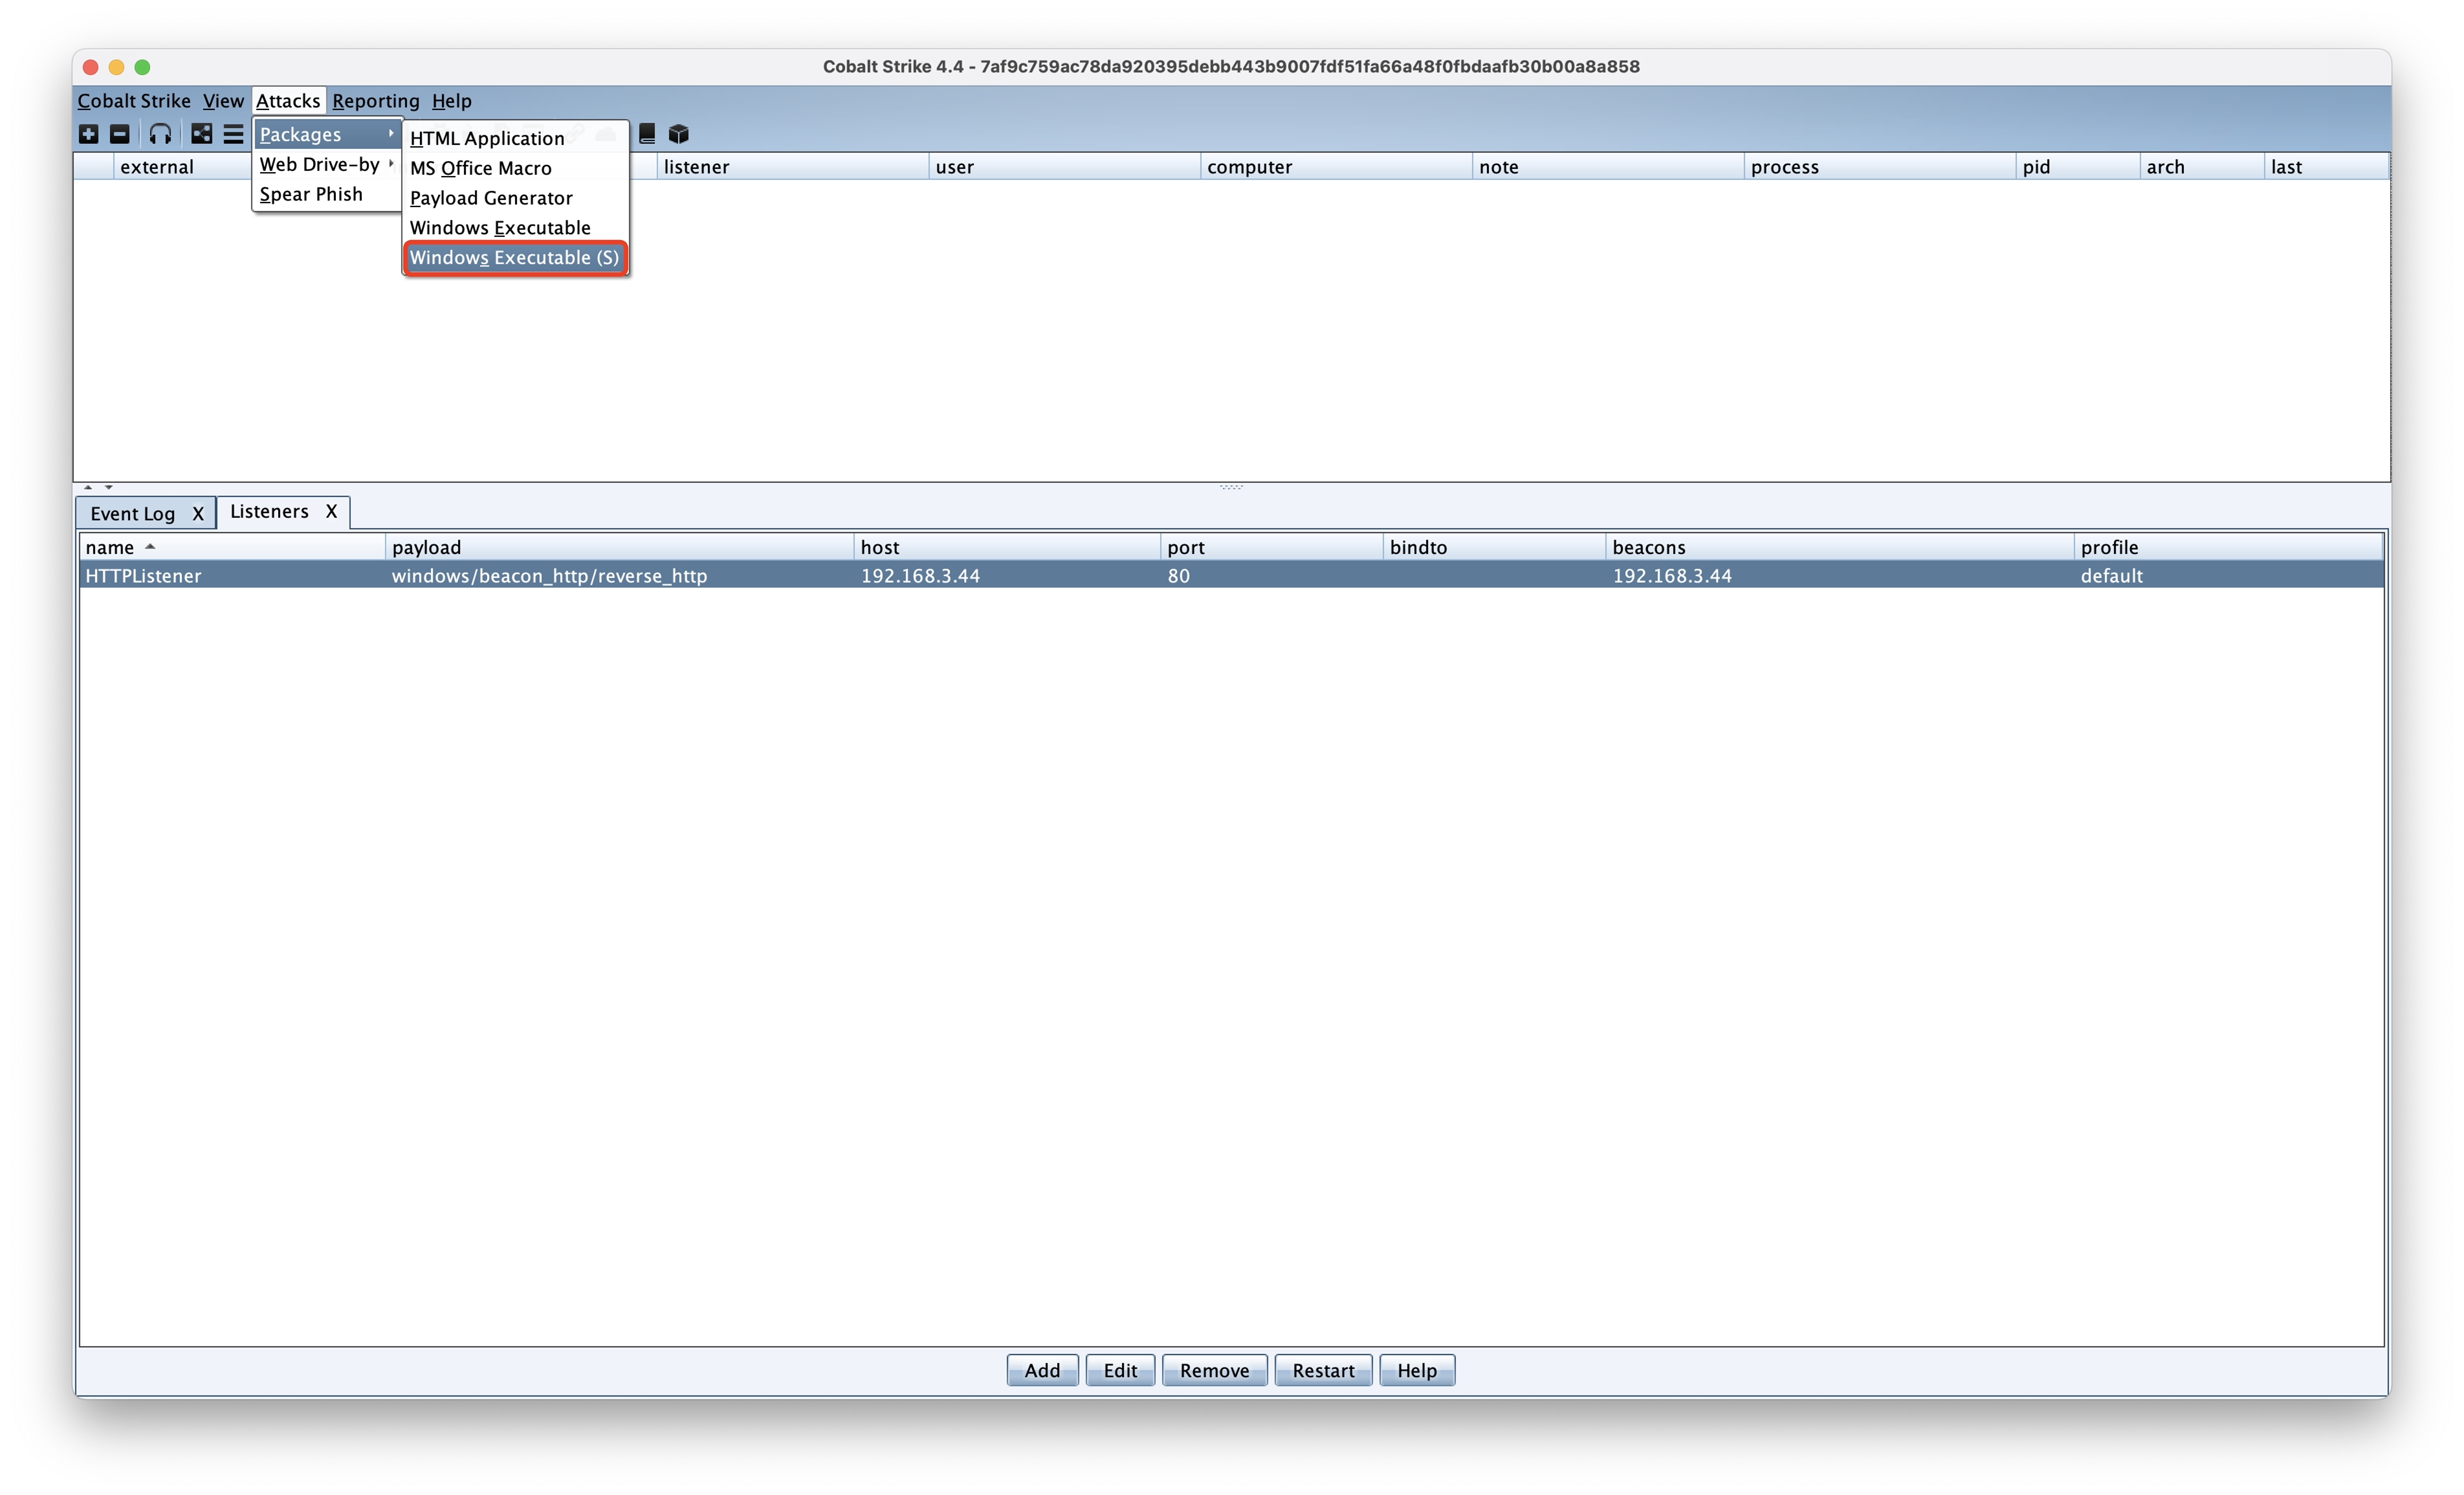 Cobalt Strike 4.4 - 7af9c759ac78da920395debb443b9007fdf51fa66a48f0fbdaafb30b00a8a858
Cobalt Strike View Attacks Reporting Help
Packages
Web Drive-by
Spear Phish
HTML Application
MS Office Macro
Payload Generator
Windows Executable
Windows Executable (S)
external listener user computer note process pid arch last
Event Log X Listeners X
name payload host port bindto beacons profile
HTTPListener windows/beacon_http/reverse_http 192.168.3.44 80 192.168.3.44 default
Add Edit Remove Restart Help